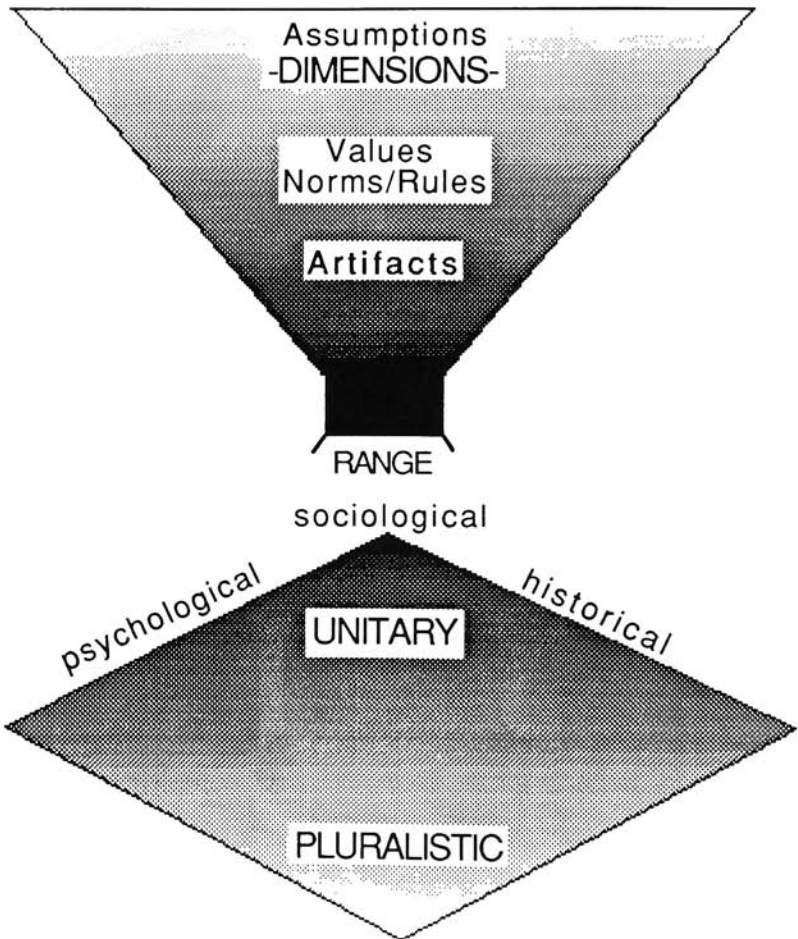 Assumptions
-DIMENSIONS-
Values
Norms/Rules
Artifacts
RANGE
sociological
psychological
historical
UNITARY
PLURALISTIC